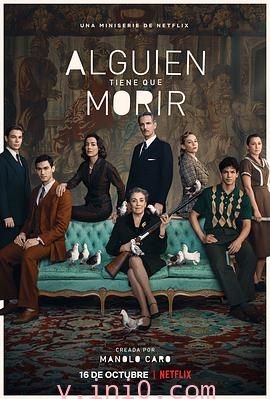 UNA MINISERIE DE NETFLIX
ALGUIEN
TIENE QUE
MORIR
CREADA POR
MANOLO CARO
16 DE OCTUBRE | NETFLIX
v.ini0.com